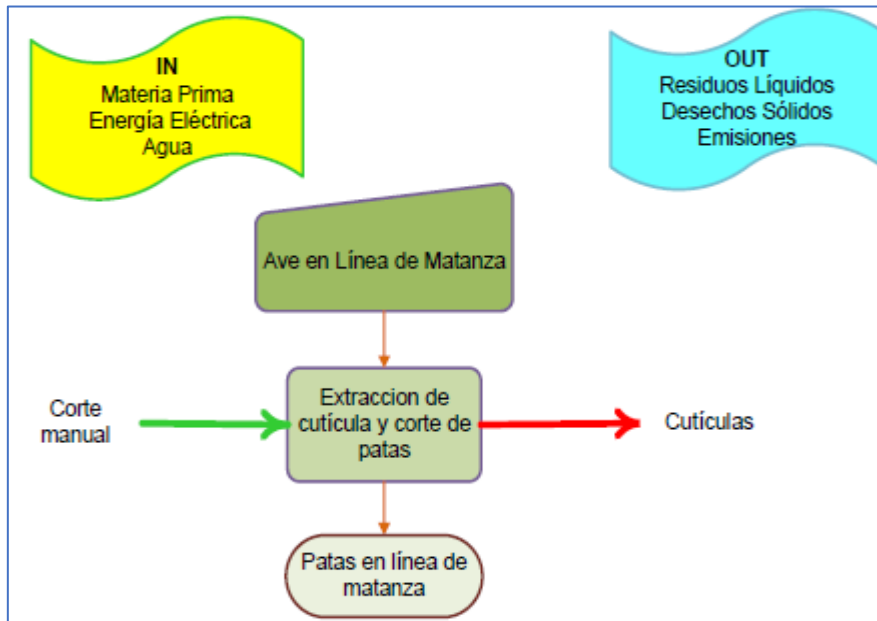 IN
Materia Prima
Energía Eléctrica
Agua
OUT
Residuos Líquidos
Desechos Sólidos
Emisiones
Ave en Línea de Matanza
Corte
manual
Extraccion de
cutícula y corte de
patas
Cutículas
Patas en línea de
matanza